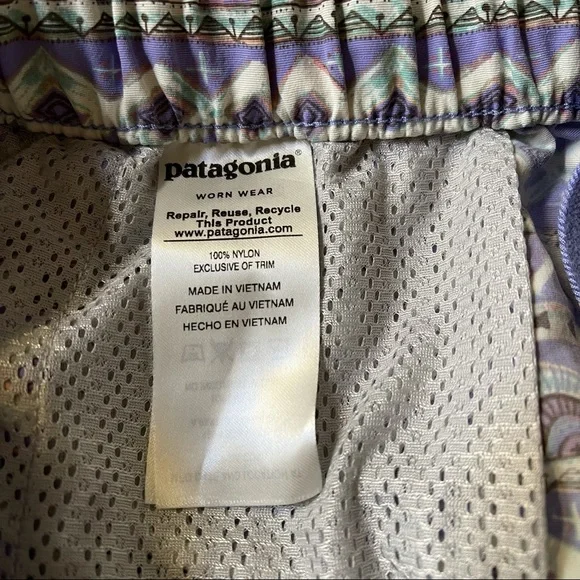 patagonia®
WORN WEAR
Repair, Reuse, Recycle
This Product
www.patagonia.com
100% NYLON
EXCLUSIVE OF TRIM
MADE IN VIETNAM
FABRIQUÉ AU VIETNAM
HECHO EN VIETNAM